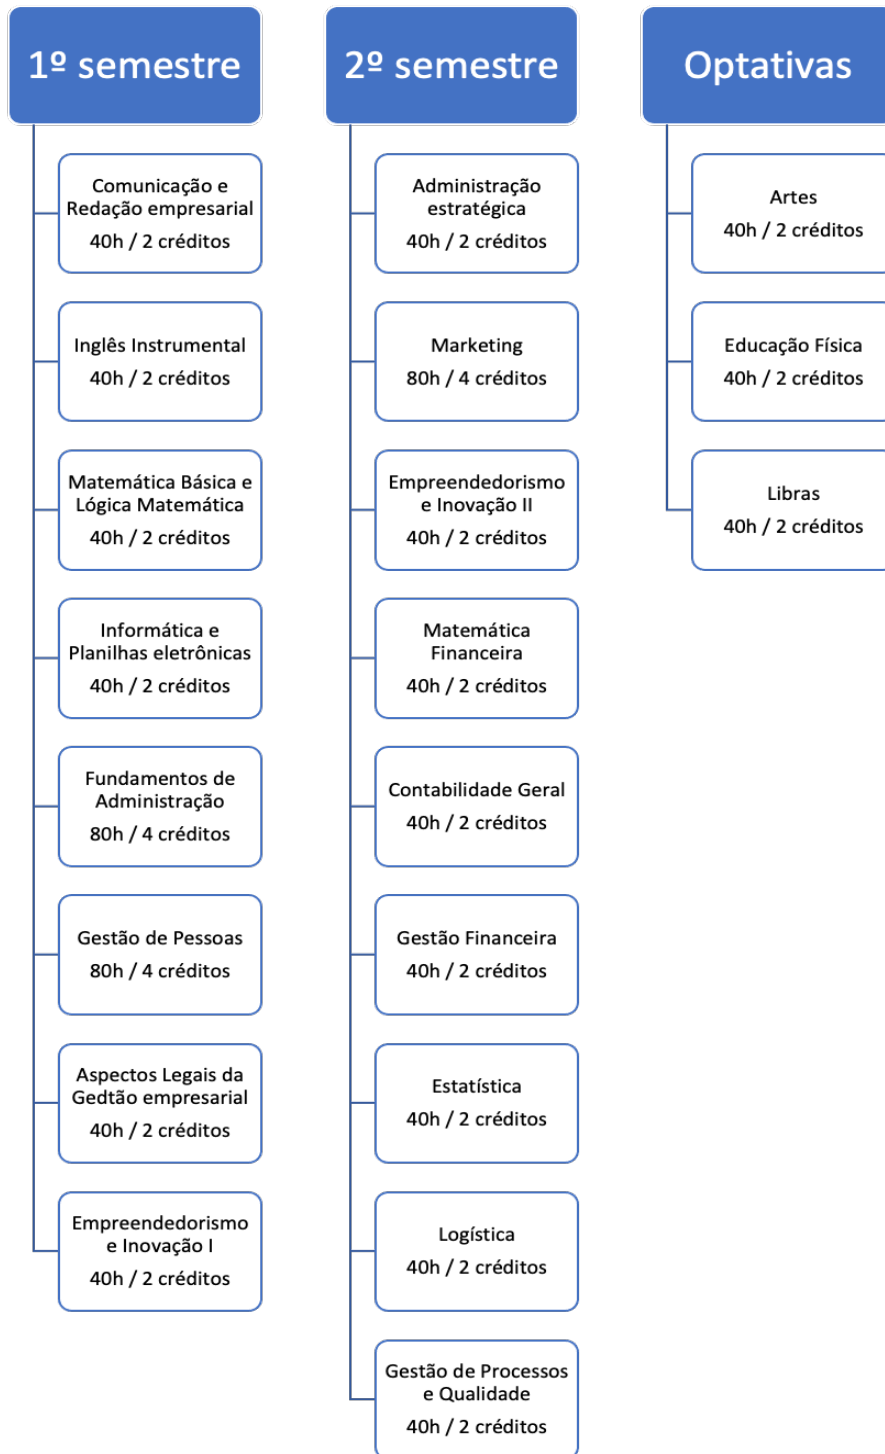 1º semestre
Comunicação e
Redação empresarial
40h / 2 créditos
Inglês Instrumental
40h / 2 créditos
Matemática Básica e
Lógica Matemática
40h / 2 créditos
Informática e
Planilhas eletrônicas
40h / 2 créditos
Fundamentos de
Administração
80h / 4 créditos
Gestão de Pessoas
80h / 4 créditos
Aspectos Legais da
Gedtão empresarial
40h / 2 créditos
Empreendedorismo
e Inovação I
40h / 2 créditos
2º semestre
Administração
estratégica
40h / 2 créditos
Marketing
80h / 4 créditos
Empreendedorismo
e Inovação II
40h / 2 créditos
Matemática
Financeira
40h / 2 créditos
Contabilidade Geral
40h / 2 créditos
Gestão Financeira
40h / 2 créditos
Estatística
40h / 2 créditos
Logística
40h / 2 créditos
Gestão de Processos
e Qualidade
40h / 2 créditos
Optativas
Artes
40h / 2 créditos
Educação Física
40h / 2 créditos
Libras
40h / 2 créditos